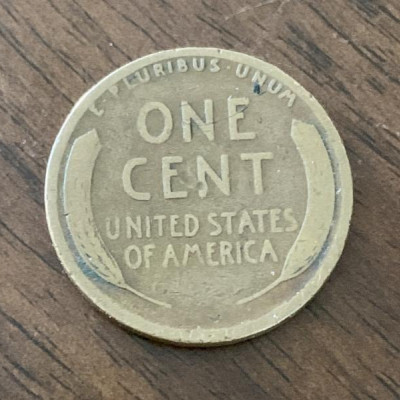 E·PLURIBUS·UNUM
ONE
CENT
UNITED STATES
OF AMERICA